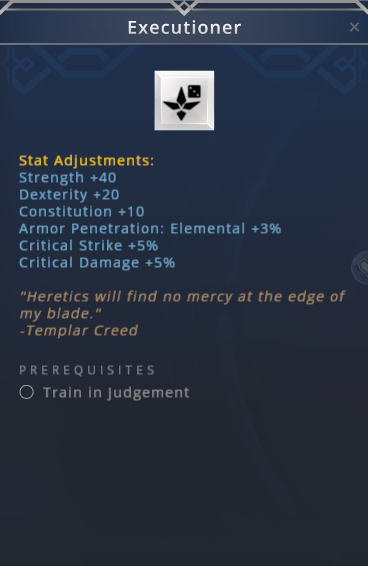 Executioner
Stat Adjustments:
Strength +40
Dexterity +20
Constitution +10
Armor Penetration: Elemental +3%
Critical Strike +5%
Critical Damage +5%
"Heretics will find no mercy at the edge of
my blade."
-Templar Creed
PREREQUISITES
Train in Judgement